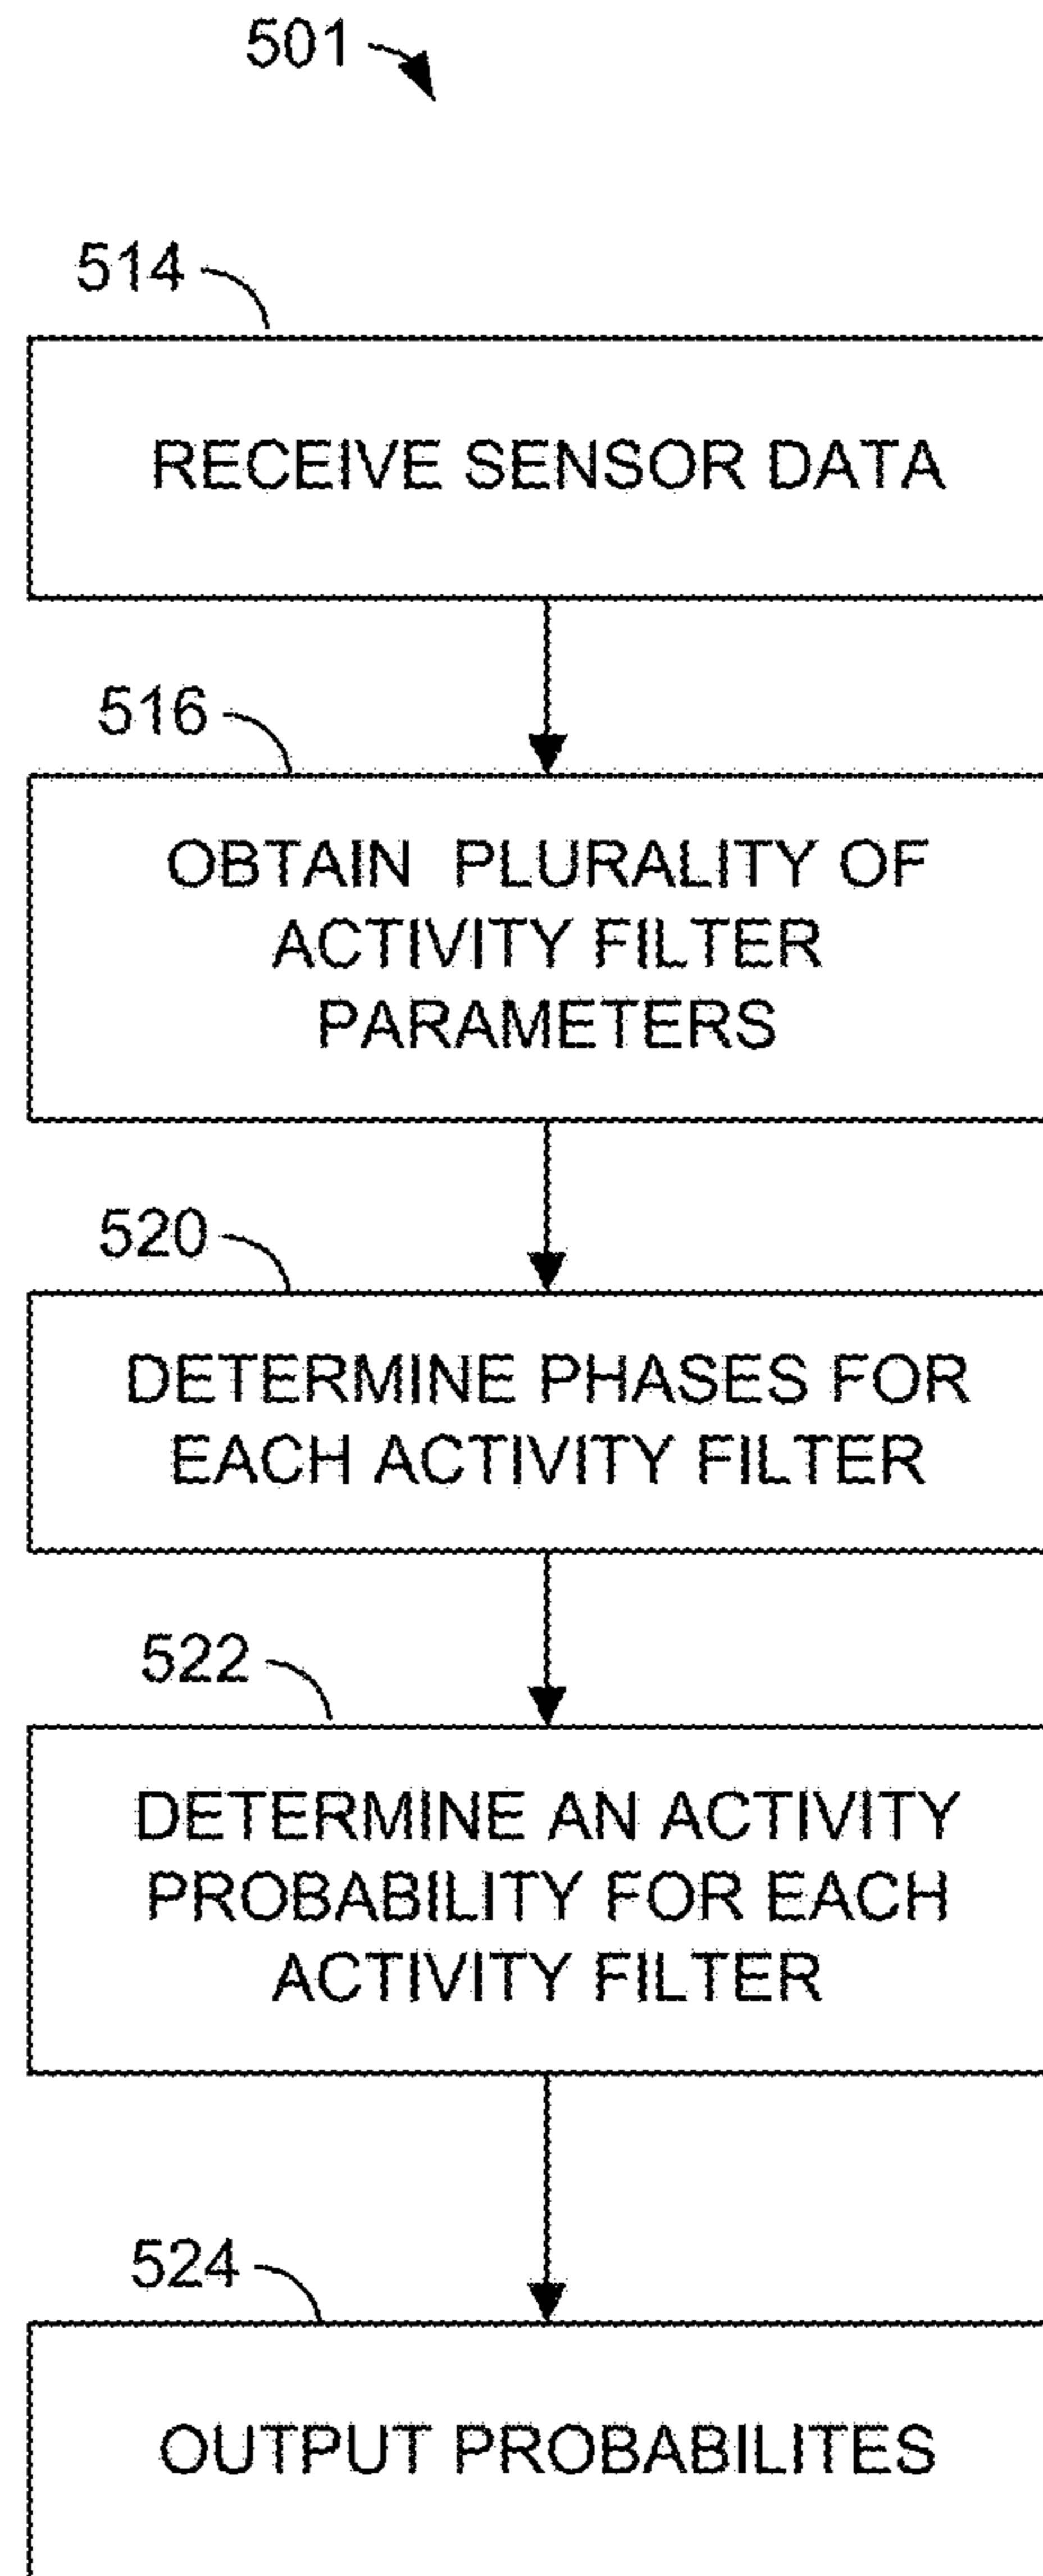 501
514
RECEIVE SENSOR DATA
516
OBTAIN PLURALITY OF
ACTIVITY FILTER
PARAMETERS
520
DETERMINE PHASES FOR
EACH ACTIVITY FILTER
522
DETERMINE AN ACTIVITY
PROBABILITY FOR EACH
ACTIVITY FILTER
524
OUTPUT PROBABILITES